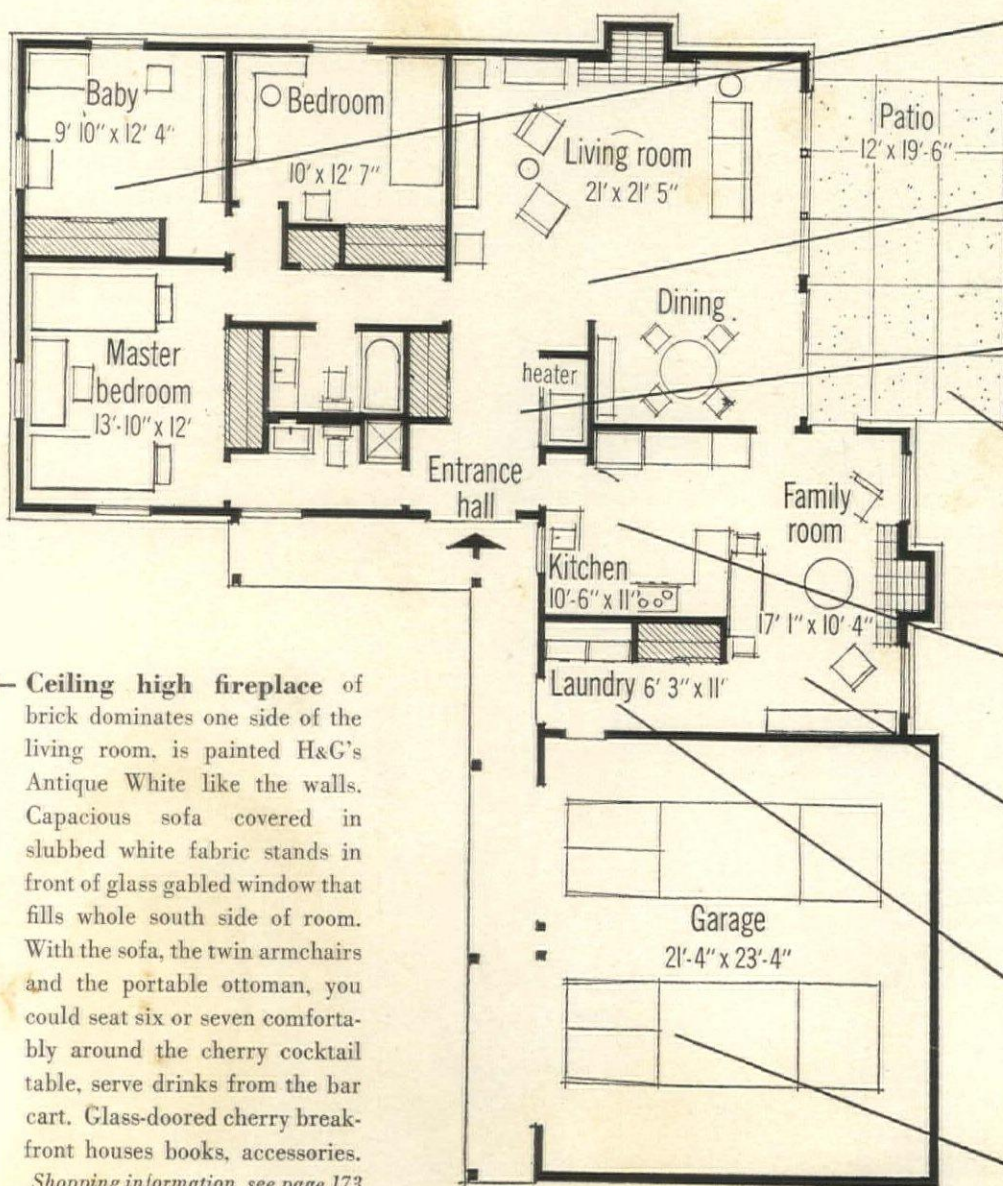 Baby
9' 10" x 12' 4"
Bedroom
10' x 12' 7"
Living room
21' x 21' 5"
Patio
12' x 19'-6"
Dining
heater
Master
bedroom
13'-10" x 12'
Entrance
hall
Family
room
17' 1" x 10' 4"
Kitchen
10'-6" x 11'
Laundry 6' 3" x 11'
Garage
21'-4" x 23'-4"
Ceiling high fireplace of
brick dominates one side of the
living room, is painted H&G's
Antique White like the walls.
Capacious sofa covered in
slubbed white fabric stands in
front of glass gabled window that
fills whole south side of room.
With the sofa, the twin armchairs
and the portable ottoman, you
could seat six or seven comforta-
bly around the cherry cocktail
table, serve drinks from the bar
cart. Glass-doored cherry break-
front houses books, accessories.
Shopping information, see page 173